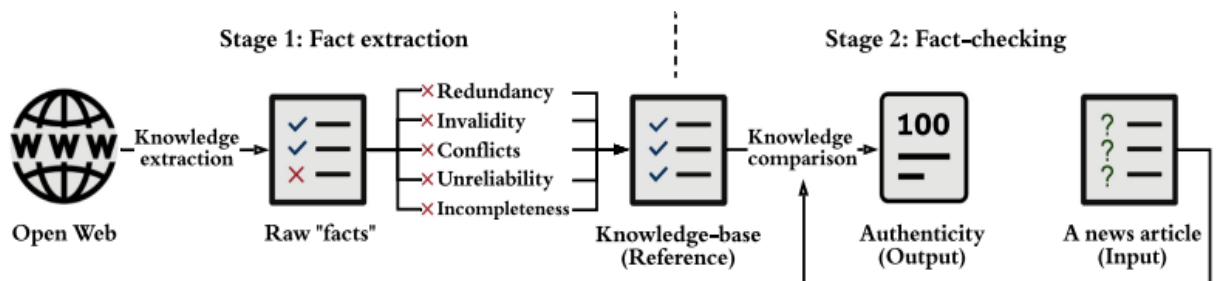 Stage 1: Fact extraction
Stage 2: Fact-checking
WWW
Knowledge
extraction
Redundancy
Invalidity
Conflicts
Unreliability
Incompleteness
Knowledge
comparison
100
Open Web
Raw "facts"
Knowledge-base
(Reference)
Authenticity
(Output)
A news article
(Input)